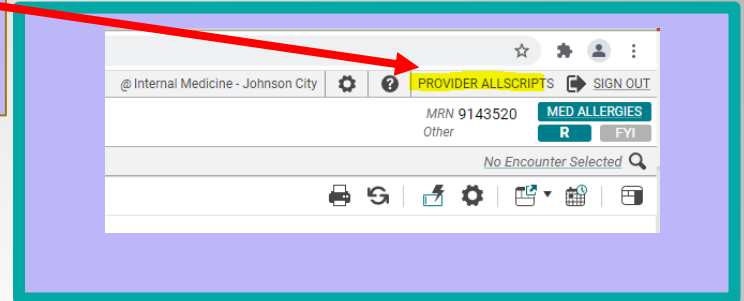 @ Internal Medicine - Johnson City PROVIDER ALLSCRIPTS SIGN OUT
MRN 9143520 MED ALLERGIES
Other R FYI
No Encounter Selected